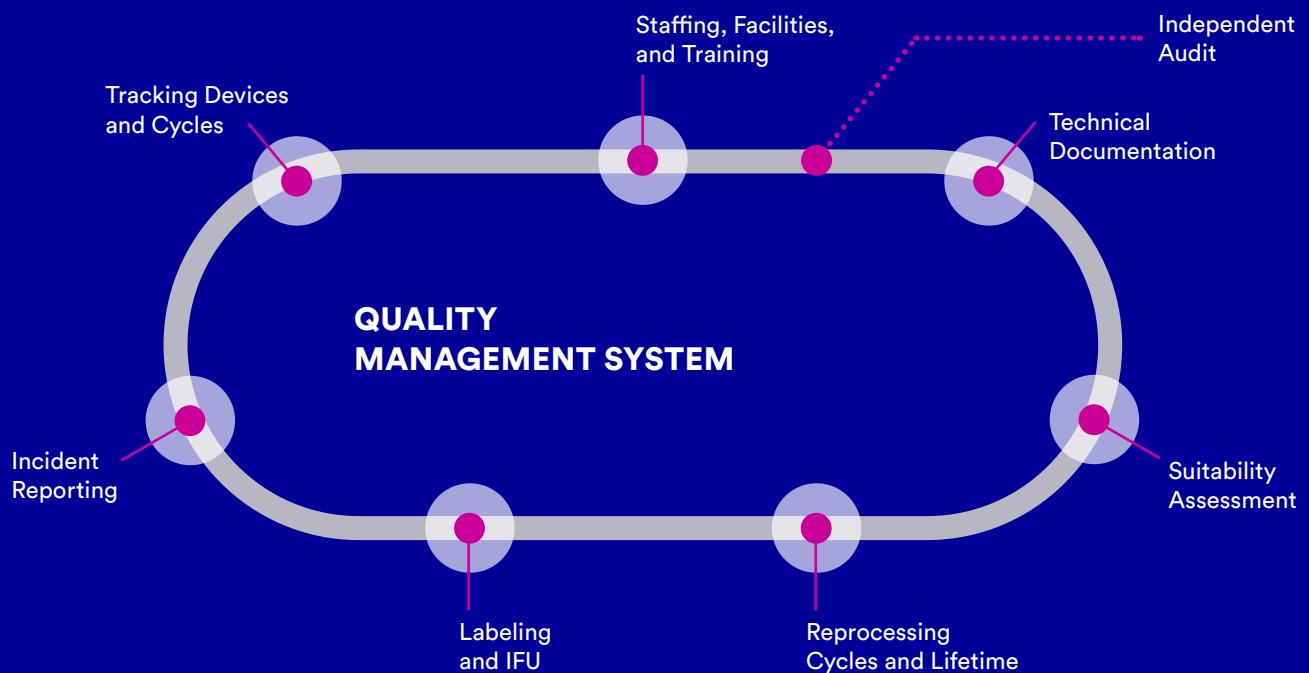 Staffing, Facilities,
and Training
Independent
Audit
Tracking Devices
and Cycles
Technical
Documentation
QUALITY
MANAGEMENT SYSTEM
Incident
Reporting
Suitability
Assessment
Labeling
and IFU
Reprocessing
Cycles and Lifetime